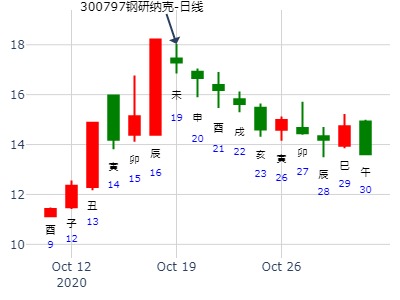 300797钢研纳克-日线
18
16
14
12
10
酉
9
子
12
丑
13
寅
14
卯
15
辰
16
未
19
申
20
酉
21
戌
22
亥
23
寅
26
卯
27
辰
28
巳
29
午
30
Oct 12
2020
Oct 19
Oct 26